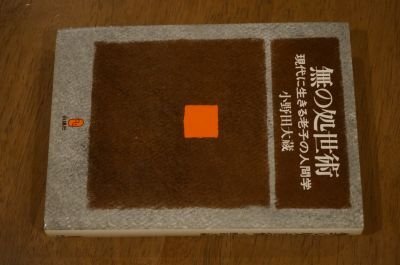 無の処世術
現代に生きる老子の人間学
小野田大蔵